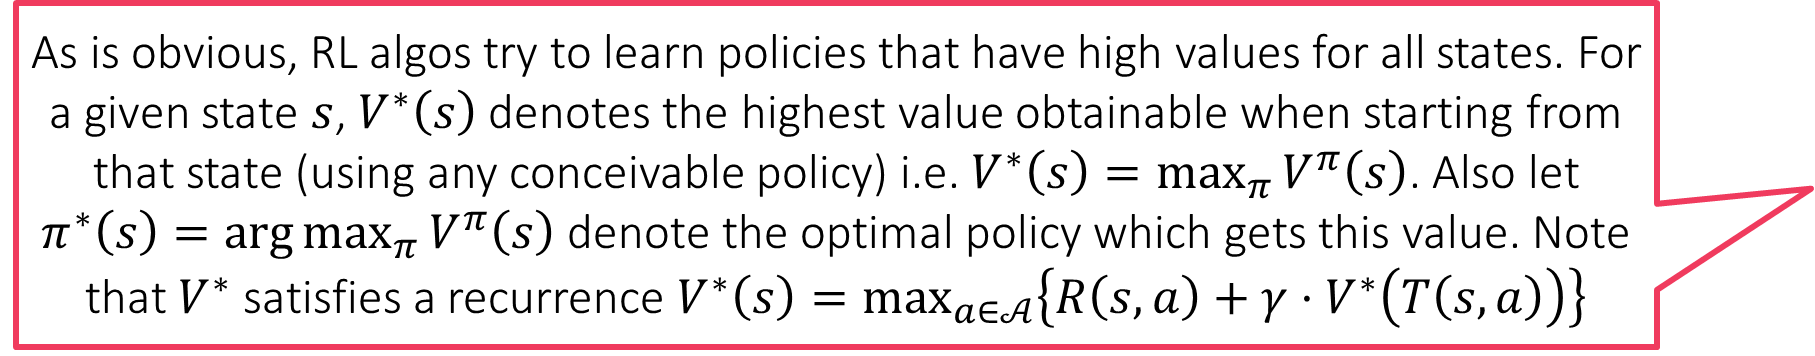 As is obvious, RL algos try to learn policies that have high values for all states. For
a given state 𝑠, 𝑉*(𝑠) denotes the highest value obtainable when starting from
that state (using any conceivable policy) i.e. 𝑉*(𝑠) = max_𝜋 𝑉^𝜋(𝑠). Also let
𝜋*(𝑠) = arg max_𝜋 𝑉^𝜋(𝑠) denote the optimal policy which gets this value. Note
that 𝑉* satisfies a recurrence 𝑉*(𝑠) = max_{𝑎∈𝒜}{𝑅(𝑠, 𝑎) + 𝛾 · 𝑉*(𝑇(𝑠, 𝑎))}